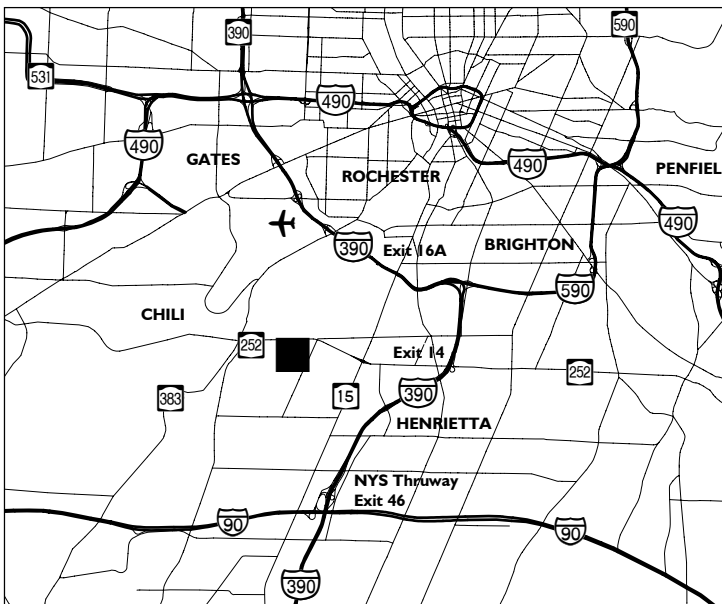 390
590
531
490
490
GATES
ROCHESTER
490
PENFIEL
490
390
Exit 16A
BRIGHTON
590
CHILI
252
Exit 14
252
383
15
390
HENRIETTA
NYS Thruway
Exit 46
90
90
390